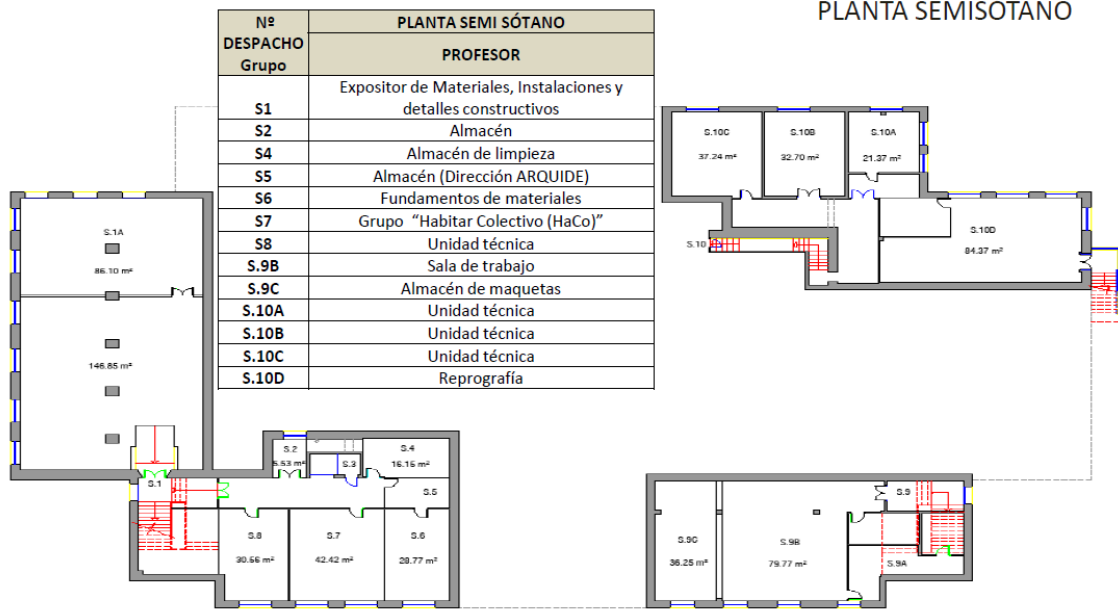 PLANTA SEMISOTANO
Nº DESPACHO Grupo
PLANTA SEMI SÓTANO
PROFESOR
S1 Expositor de Materiales, Instalaciones y detalles constructivos
S2 Almacén
S4 Almacén de limpieza
S5 Almacén (Dirección ARQUIDE)
S6 Fundamentos de materiales
S7 Grupo “Habitar Colectivo (HaCo)”
S8 Unidad técnica
S.9B Sala de trabajo
S.9C Almacén de maquetas
S.10A Unidad técnica
S.10B Unidad técnica
S.10C Unidad técnica
S.10D Reprografía
S.10C
37.24 m²
S.10B
32.70 m²
S.10A
21.37 m²
S.10
S.10D
84.37 m²
S.1A
86.10 m²
146.85 m²
S.1
S.2
5.53 m²
S.3
S.4
16.15 m²
S.5
S.8
30.56 m²
S.7
42.42 m²
S.6
28.77 m²
S.9C
36.25 m²
S.9B
79.77 m²
S.9
S.9A